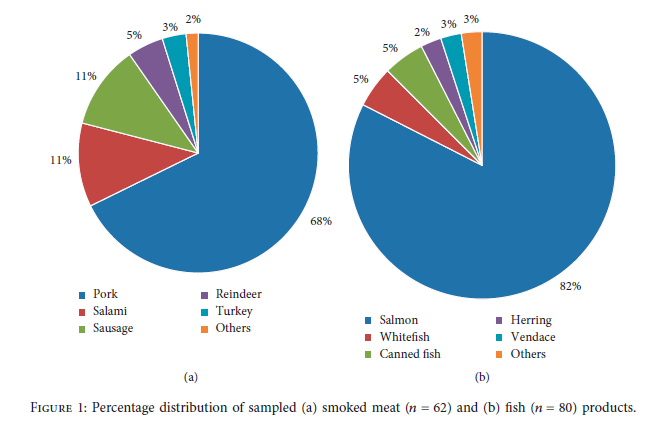 2%
3%
5%
11%
11%
68%
Pork
Salami
Sausage
Reindeer
Turkey
Others
(a)
3%
3%
2%
5%
5%
82%
Salmon
Whitefish
Canned fish
Herring
Vendace
Others
(b)
FIGURE 1: Percentage distribution of sampled (a) smoked meat (n = 62) and (b) fish (n = 80) products.